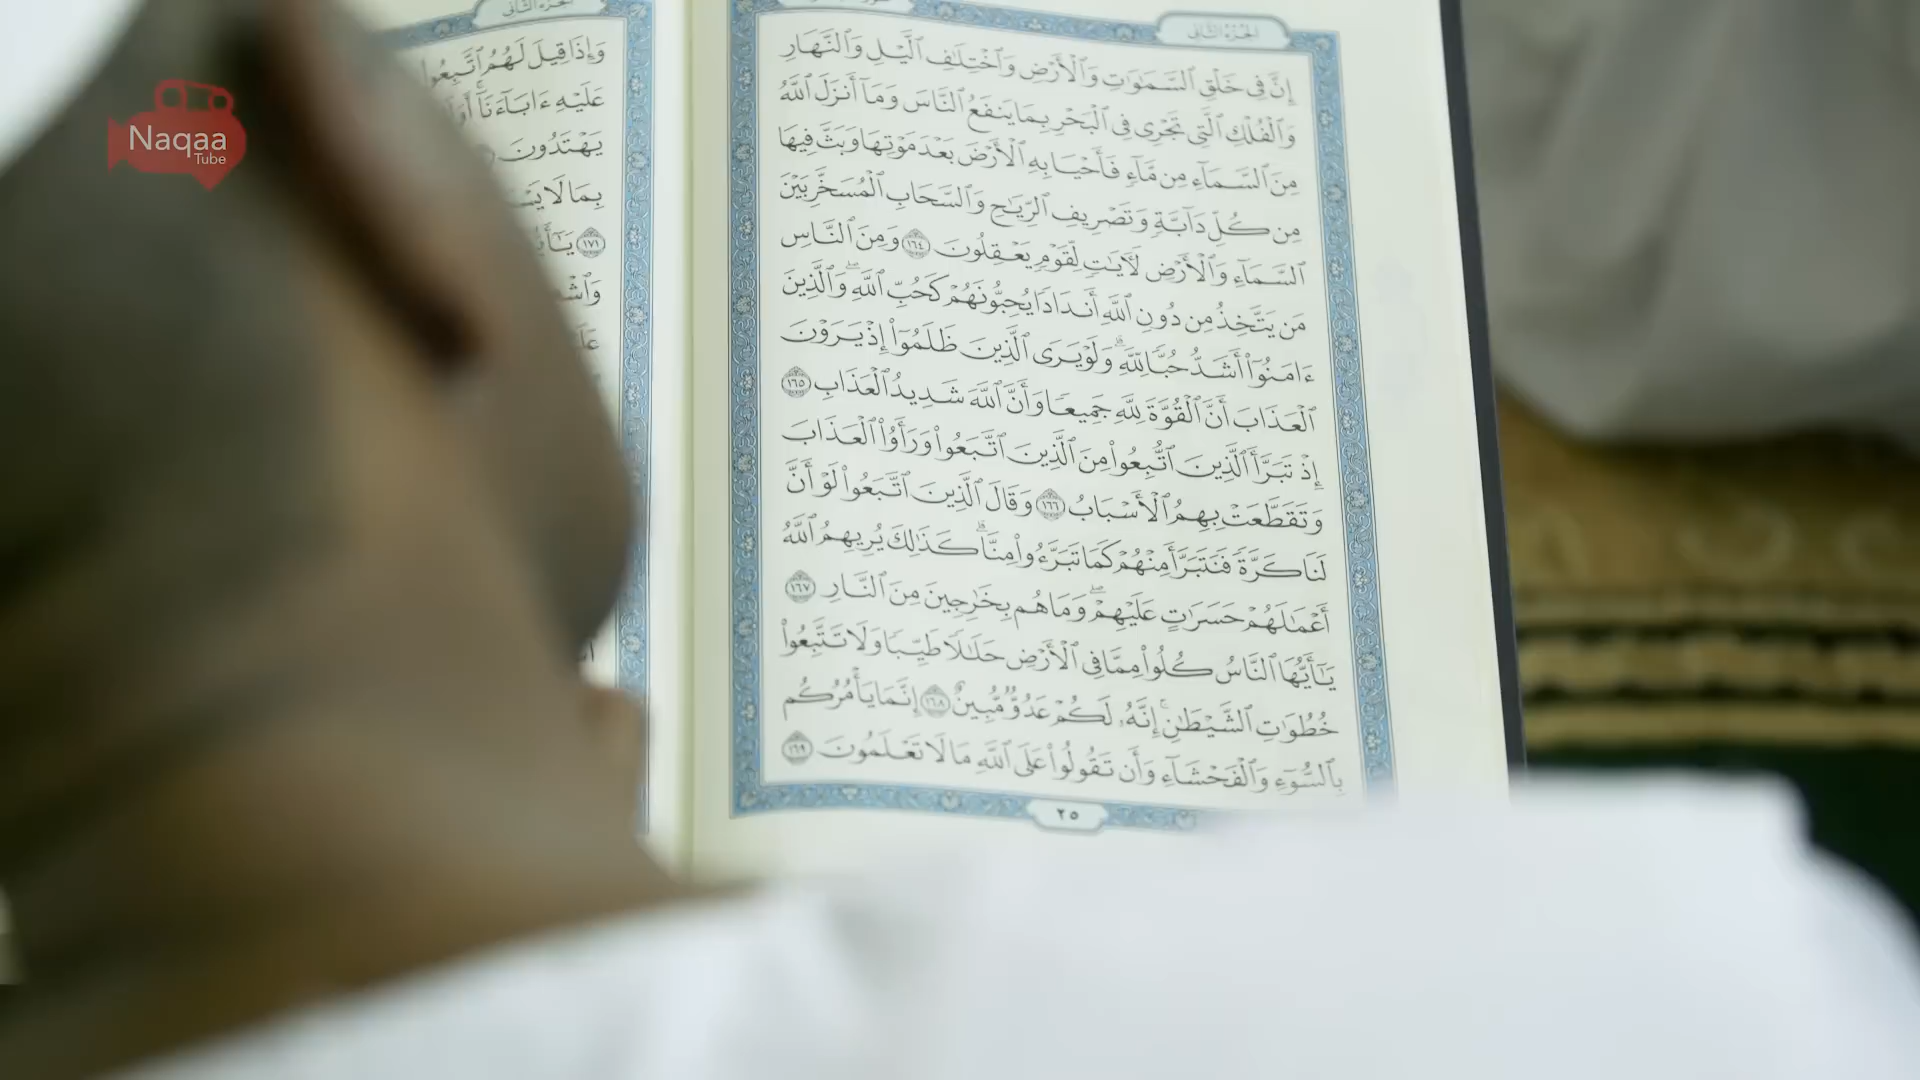 Naqaa
Tube
الجزء الثاني
إِنَّ فِي خَلْقِ ٱلسَّمَٰوَٰتِ وَٱلْأَرْضِ وَٱخْتِلَٰفِ ٱلَّيْلِ وَٱلنَّهَارِ
وَٱلْفُلْكِ ٱلَّتِي تَجْرِي فِي ٱلْبَحْرِ بِمَا يَنفَعُ ٱلنَّاسَ وَمَآ أَنزَلَ ٱللَّهُ
مِنَ ٱلسَّمَآءِ مِن مَّآءٍ فَأَحْيَا بِهِ ٱلْأَرْضَ بَعْدَ مَوْتِهَا وَبَثَّ فِيهَا
مِن كُلِّ دَآبَّةٍ وَتَصْرِيفِ ٱلرِّيَٰحِ وَٱلسَّحَابِ ٱلْمُسَخَّرِ بَيْنَ
ٱلسَّمَآءِ وَٱلْأَرْضِ لَأٓيَٰتٍ لِّقَوْمٍ يَعْقِلُونَ ١٦٤ وَمِنَ ٱلنَّاسِ
مَن يَتَّخِذُ مِن دُونِ ٱللَّهِ أَندَادًا يُحِبُّونَهُمْ كَحُبِّ ٱللَّهِۖ وَٱلَّذِينَ
ءَامَنُوٓا۟ أَشَدُّ حُبًّا لِّلَّهِۗ وَلَوْ يَرَى ٱلَّذِينَ ظَلَمُوٓا۟ إِذْ يَرَوْنَ
ٱلْعَذَابَ أَنَّ ٱلْقُوَّةَ لِلَّهِ جَمِيعًا وَأَنَّ ٱللَّهَ شَدِيدُ ٱلْعَذَابِ ١٦٥
إِذْ تَبَرَّأَ ٱلَّذِينَ ٱتُّبِعُوا۟ مِنَ ٱلَّذِينَ ٱتَّبَعُوا۟ وَرَأَوُا۟ ٱلْعَذَابَ
وَتَقَطَّعَتْ بِهِمُ ٱلْأَسْبَابُ ١٦٦ وَقَالَ ٱلَّذِينَ ٱتَّبَعُوا۟ لَوْ أَنَّ
لَنَا كَرَّةً فَنَتَبَرَّأَ مِنْهُمْ كَمَا تَبَرَّءُوا۟ مِنَّاۗ كَذَٰلِكَ يُرِيهِمُ ٱللَّهُ
أَعْمَٰلَهُمْ حَسَرَٰتٍ عَلَيْهِمْۖ وَمَا هُم بِخَٰرِجِينَ مِنَ ٱلنَّارِ ١٦٧
يَٰٓأَيُّهَا ٱلنَّاسُ كُلُوا۟ مِمَّا فِي ٱلْأَرْضِ حَلَٰلًا طَيِّبًا وَلَا تَتَّبِعُوا۟
خُطُوَٰتِ ٱلشَّيْطَٰنِۚ إِنَّهُۥ لَكُمْ عَدُوٌّ مُّبِينٌ ١٦٨ إِنَّمَا يَأْمُرُكُم
بِٱلسُّوٓءِ وَٱلْفَحْشَآءِ وَأَن تَقُولُوا۟ عَلَى ٱللَّهِ مَا لَا تَعْلَمُونَ ١٦٩
٢٥
الجزء الثاني
وَإِذَا قِيلَ لَهُمُ ٱتَّبِعُوا۟
عَلَيْهِ ءَابَآءَنَآۚ
يَهْتَدُونَ
بِمَا لَا
١٧١